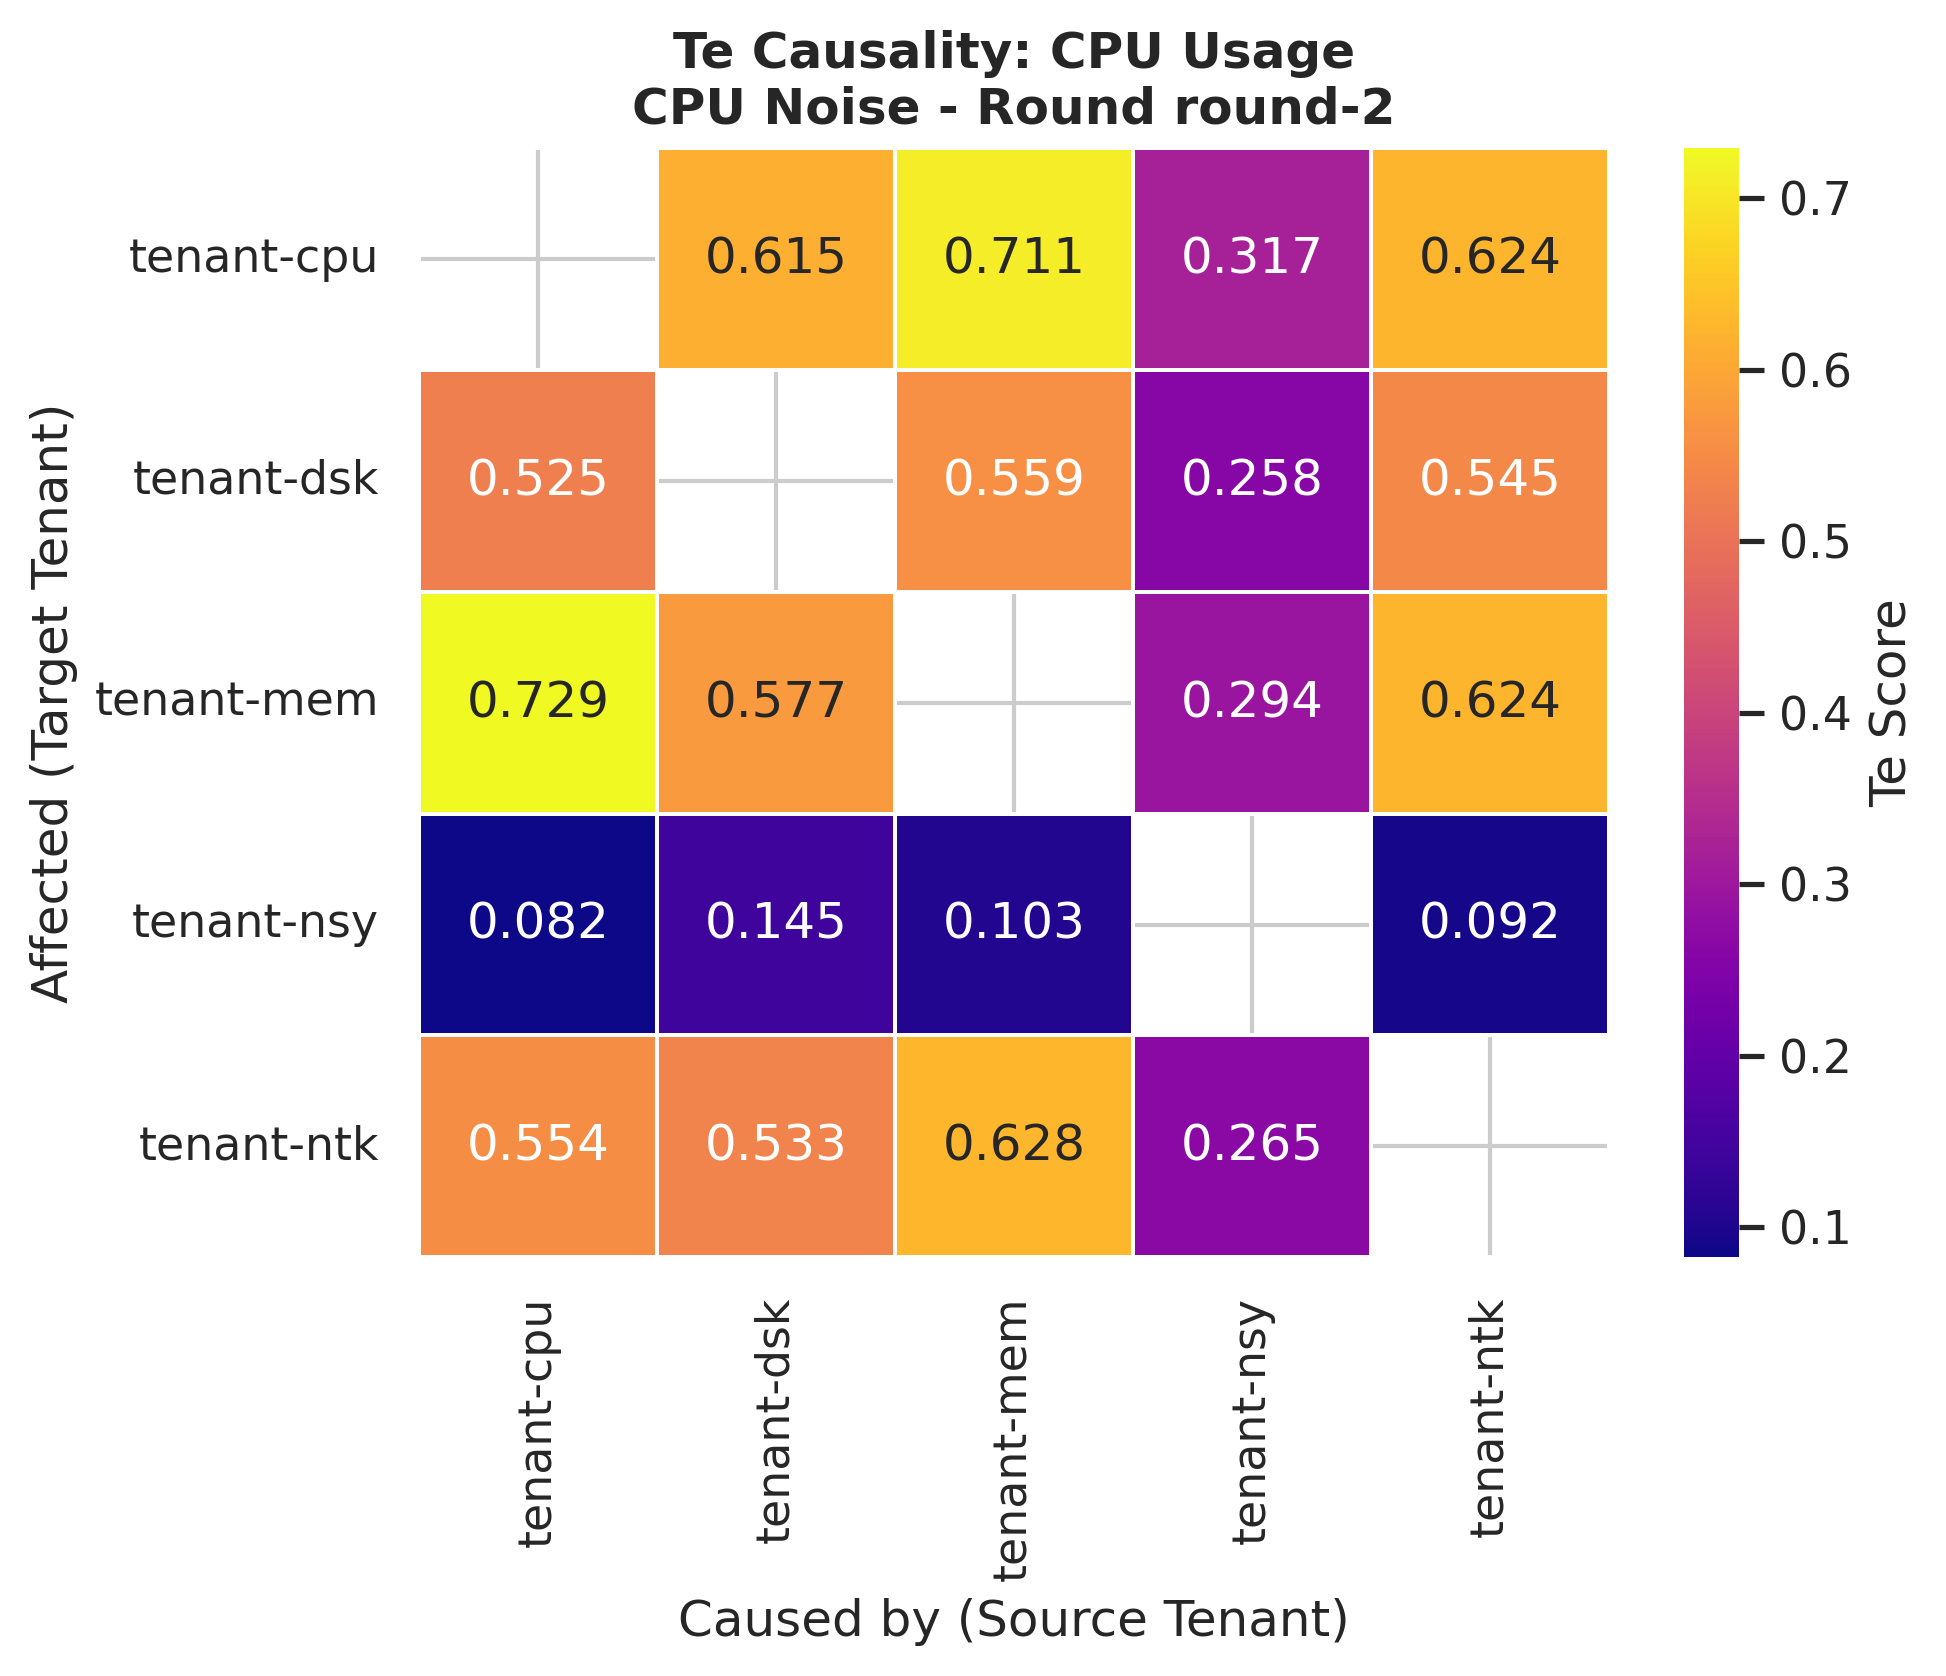 Te Causality: CPU Usage
CPU Noise - Round round-2
Affected (Target Tenant)
tenant-cpu 0.615 0.711 0.317 0.624
tenant-dsk 0.525 0.559 0.258 0.545
tenant-mem 0.729 0.577 0.294 0.624
tenant-nsy 0.082 0.145 0.103 0.092
tenant-ntk 0.554 0.533 0.628 0.265
tenant-cpu tenant-dsk tenant-mem tenant-nsy tenant-ntk
Caused by (Source Tenant)
0.7
0.6
0.5
0.4
0.3
0.2
0.1
Te Score